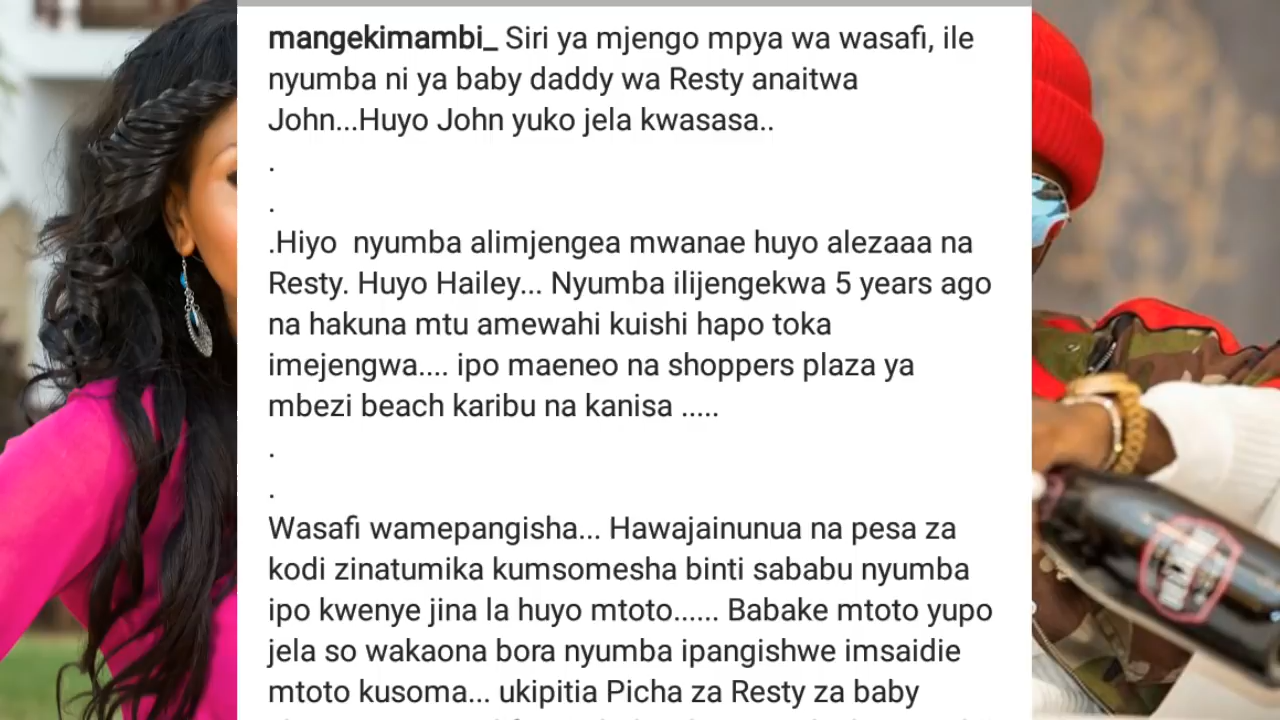 mangekimambi_ Siri ya mjengo mpya wa wasafi, ile
nyumba ni ya baby daddy wa Resty anaitwa
John...Huyo John yuko jela kwasasa..
.
.
.Hiyo  nyumba alimjengea mwanae huyo alezaaa na
Resty. Huyo Hailey... Nyumba ilijengekwa 5 years ago
na hakuna mtu amewahi kuishi hapo toka
imejengwa.... ipo maeneo na shoppers plaza ya
mbezi beach karibu na kanisa .....
.
.
Wasafi wamepangisha... Hawajainunua na pesa za
kodi zinatumika kumsomesha binti sababu nyumba
ipo kwenye jina la huyo mtoto...... Babake mtoto yupo
jela so wakaona bora nyumba ipangishwe imsaidie
mtoto kusoma... ukipitia Picha za Resty za baby